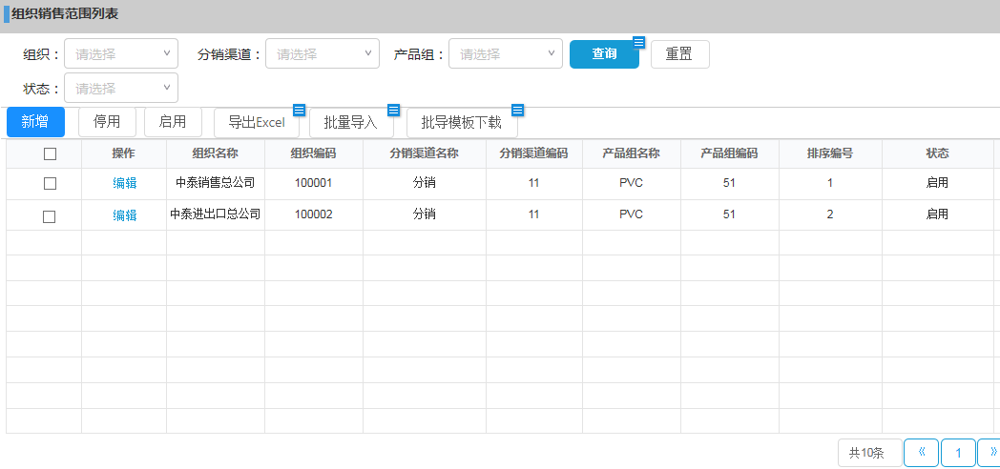 组织销售范围列表
组织： 请选择 分销渠道： 请选择 产品组： 请选择 查询 重置
状态： 请选择
新增 停用 启用 导出Excel 批量导入 批导模板下载
操作 组织名称 组织编码 分销渠道名称 分销渠道编码 产品组名称 产品组编码 排序编号 状态
编辑 中泰销售总公司 100001 分销 11 PVC 51 1 启用
编辑 中泰进出口总公司 100002 分销 11 PVC 51 2 启用
共10条 « 1 »